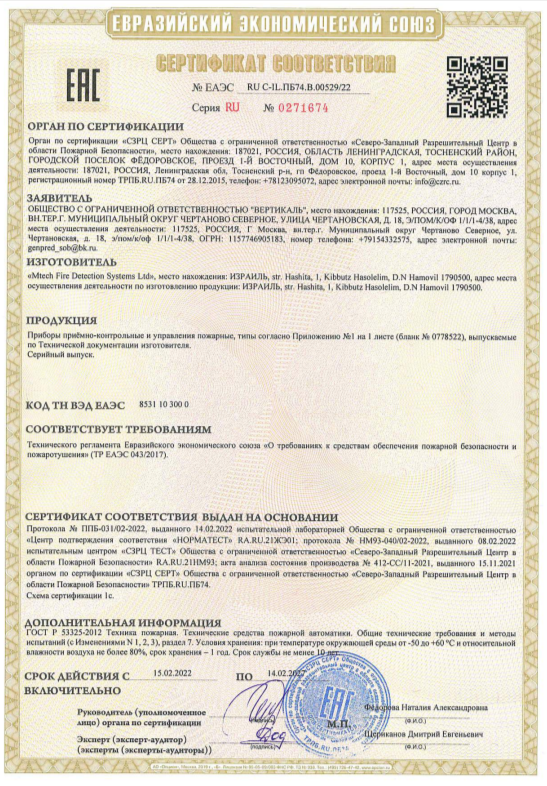 ЕВРАЗИЙСКИЙ ЭКОНОМИЧЕСКИЙ СОЮЗ
ЕАС
СЕРТИФИКАТ СООТВЕТСТВИЯ
№ ЕАЭС RU C-IL.ПБ74.В.00529/22
Серия RU № 0271674
ОРГАН ПО СЕРТИФИКАЦИИ
Орган по сертификации «СЗРЦ СЕРТ» Общества с ограниченной ответственностью «Северо-Западный Разрешительный Центр в
области Пожарной Безопасности», место нахождения: 187021, РОССИЯ, ОБЛАСТЬ ЛЕНИНГРАДСКАЯ, ТОСНЕНСКИЙ РАЙОН,
ГОРОДСКОЙ ПОСЕЛОК ФЁДОРОВСКОЕ, ПРОЕЗД 1-Й ВОСТОЧНЫЙ, ДОМ 10, КОРПУС 1, адрес места осуществления
деятельности: 187021, РОССИЯ, Ленинградская обл, Тосненский р-н, гп Фёдоровское, проезд 1-й Восточный, дом 10 корпус 1,
регистрационный номер ТРПБ.RU.ПБ74 от 28.12.2015, телефон: +78123095072, адрес электронной почты: info@czrc.ru.
ЗАЯВИТЕЛЬ
ОБЩЕСТВО С ОГРАНИЧЕННОЙ ОТВЕТСТВЕННОСТЬЮ "ВЕРТИКАЛЬ", место нахождения: 117525, РОССИЯ, ГОРОД МОСКВА,
ВН.ТЕР.Г. МУНИЦИПАЛЬНЫЙ ОКРУГ ЧЕРТАНОВО СЕВЕРНОЕ, УЛИЦА ЧЕРТАНОВСКАЯ, Д. 18, Э/ПОМ/К/ОФ I/1/1-4/38, адрес
места осуществления деятельности: 117525, РОССИЯ, Г Москва, вн.тер.г. Муниципальный округ Чертаново Северное, ул.
Чертановская, д. 18, э/пом/к/оф I/1/1-4/38, ОГРН: 1157746905183, номер телефона: +79154332575, адрес электронной почты:
genpred_sob@bk.ru.
ИЗГОТОВИТЕЛЬ
«Mtech Fire Detection Systems Ltd», место нахождения: ИЗРАИЛЬ, str. Hashita, 1, Kibbutz Hasolelim, D.N Hamovil 1790500, адрес места
осуществления деятельности по изготовлению продукции: ИЗРАИЛЬ, str. Hashita, 1, Kibbutz Hasolelim, D.N Hamovil 1790500.
ПРОДУКЦИЯ
Приборы приёмно-контрольные и управления пожарные, типы согласно Приложению №1 на 1 листе (бланк № 0778522), выпускаемые
по Технической документации изготовителя.
Серийный выпуск.
КОД ТН ВЭД ЕАЭС 8531 10 300 0
СООТВЕТСТВУЕТ ТРЕБОВАНИЯМ
Технического регламента Евразийского экономического союза «О требованиях к средствам обеспечения пожарной безопасности и
пожаротушения» (ТР ЕАЭС 043/2017).
СЕРТИФИКАТ СООТВЕТСТВИЯ ВЫДАН НА ОСНОВАНИИ
Протокола № ППБ-031/02-2022, выданного 14.02.2022 испытательной лабораторией Общества с ограниченной ответственностью
«Центр подтверждения соответствия «НОРМАТЕСТ» RA.RU.21ЖЭ01; протокола № НМ93-040/02-2022, выданного 08.02.2022
испытательным центром «СЗРЦ ТЕСТ» Общества с ограниченной ответственностью «Северо-Западный Разрешительный Центр в
области Пожарной Безопасности» RA.RU.21НМ93; акта анализа состояния производства № 412-СС/11-2021, выданного 15.11.2021
органом по сертификации «СЗРЦ СЕРТ» Общества с ограниченной ответственностью «Северо-Западный Разрешительный Центр в
области Пожарной Безопасности» ТРПБ.RU.ПБ74.
Схема сертификации 1с.
ДОПОЛНИТЕЛЬНАЯ ИНФОРМАЦИЯ
ГОСТ Р 53325-2012 Техника пожарная. Технические средства пожарной автоматики. Общие технические требования и методы
испытаний (с Изменениями N 1, 2, 3), раздел 7. Условия хранения: при температуре окружающей среды от -50 до +60 ºС и относительной
влажности воздуха не более 80%, срок хранения – 1 год. Срок службы не менее 10 лет.
СРОК ДЕЙСТВИЯ С 15.02.2022 ПО 14.02.202
ВКЛЮЧИТЕЛЬНО
Руководитель (уполномоченное
лицо) органа по сертификации
(подпись)
М.П.
Федорова Наталия Александровна
(Ф.И.О.)
Эксперт (эксперт-аудитор)
(эксперты (эксперты-аудиторы))
(подпись)
Щериканов Дмитрий Евгеньевич
(Ф.И.О.)
ЕАС
ТРПБ.RU.ПБ74